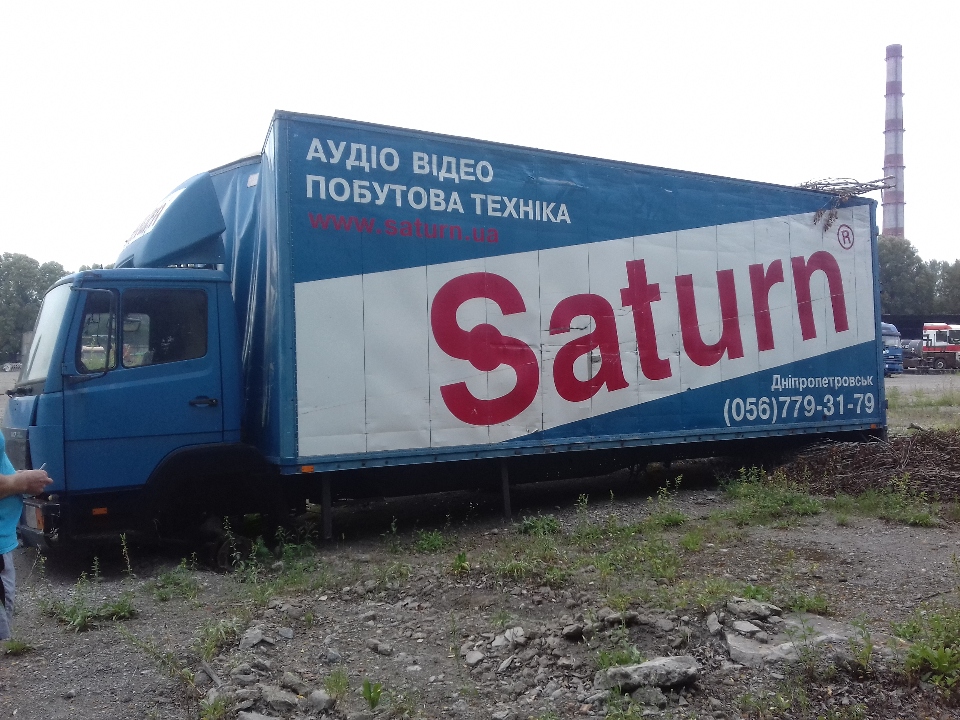 АУДІО ВІДЕО
ПОБУТОВА ТЕХНІКА
www.saturn.ua
Saturn®
Дніпропетровськ
(056)779-31-79